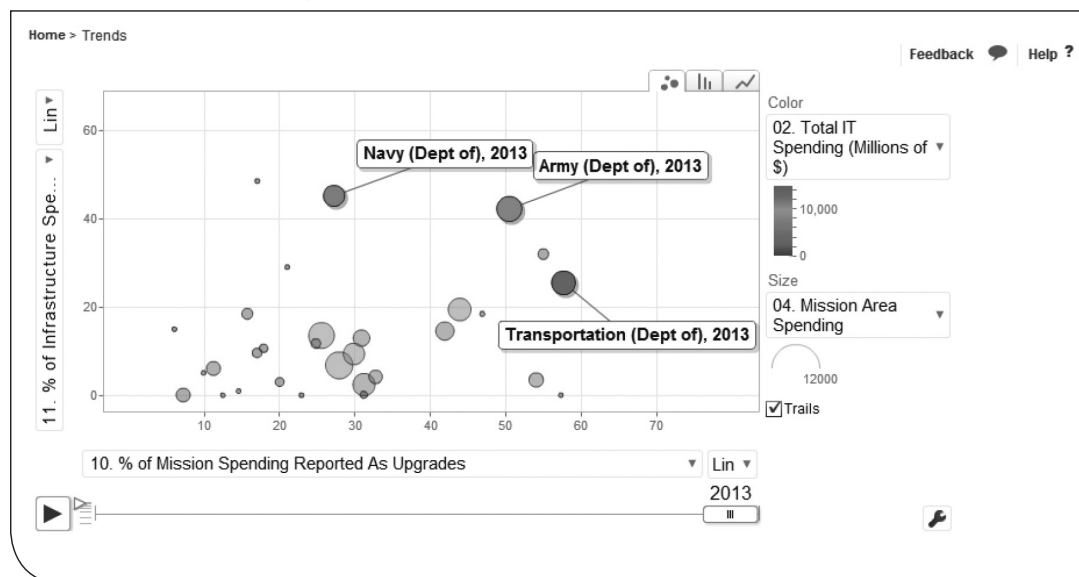 Home > Trends
Feedback Help ?
Lin
11. % of Infrastructure Spe...
60
40
20
0
Navy (Dept of), 2013
Army (Dept of), 2013
Transportation (Dept of), 2013
10 20 30 40 50 60 70
10. % of Mission Spending Reported As Upgrades
Lin
2013
Color
02. Total IT
Spending (Millions of
$)
10,000
0
Size
04. Mission Area
Spending
12000
Trails